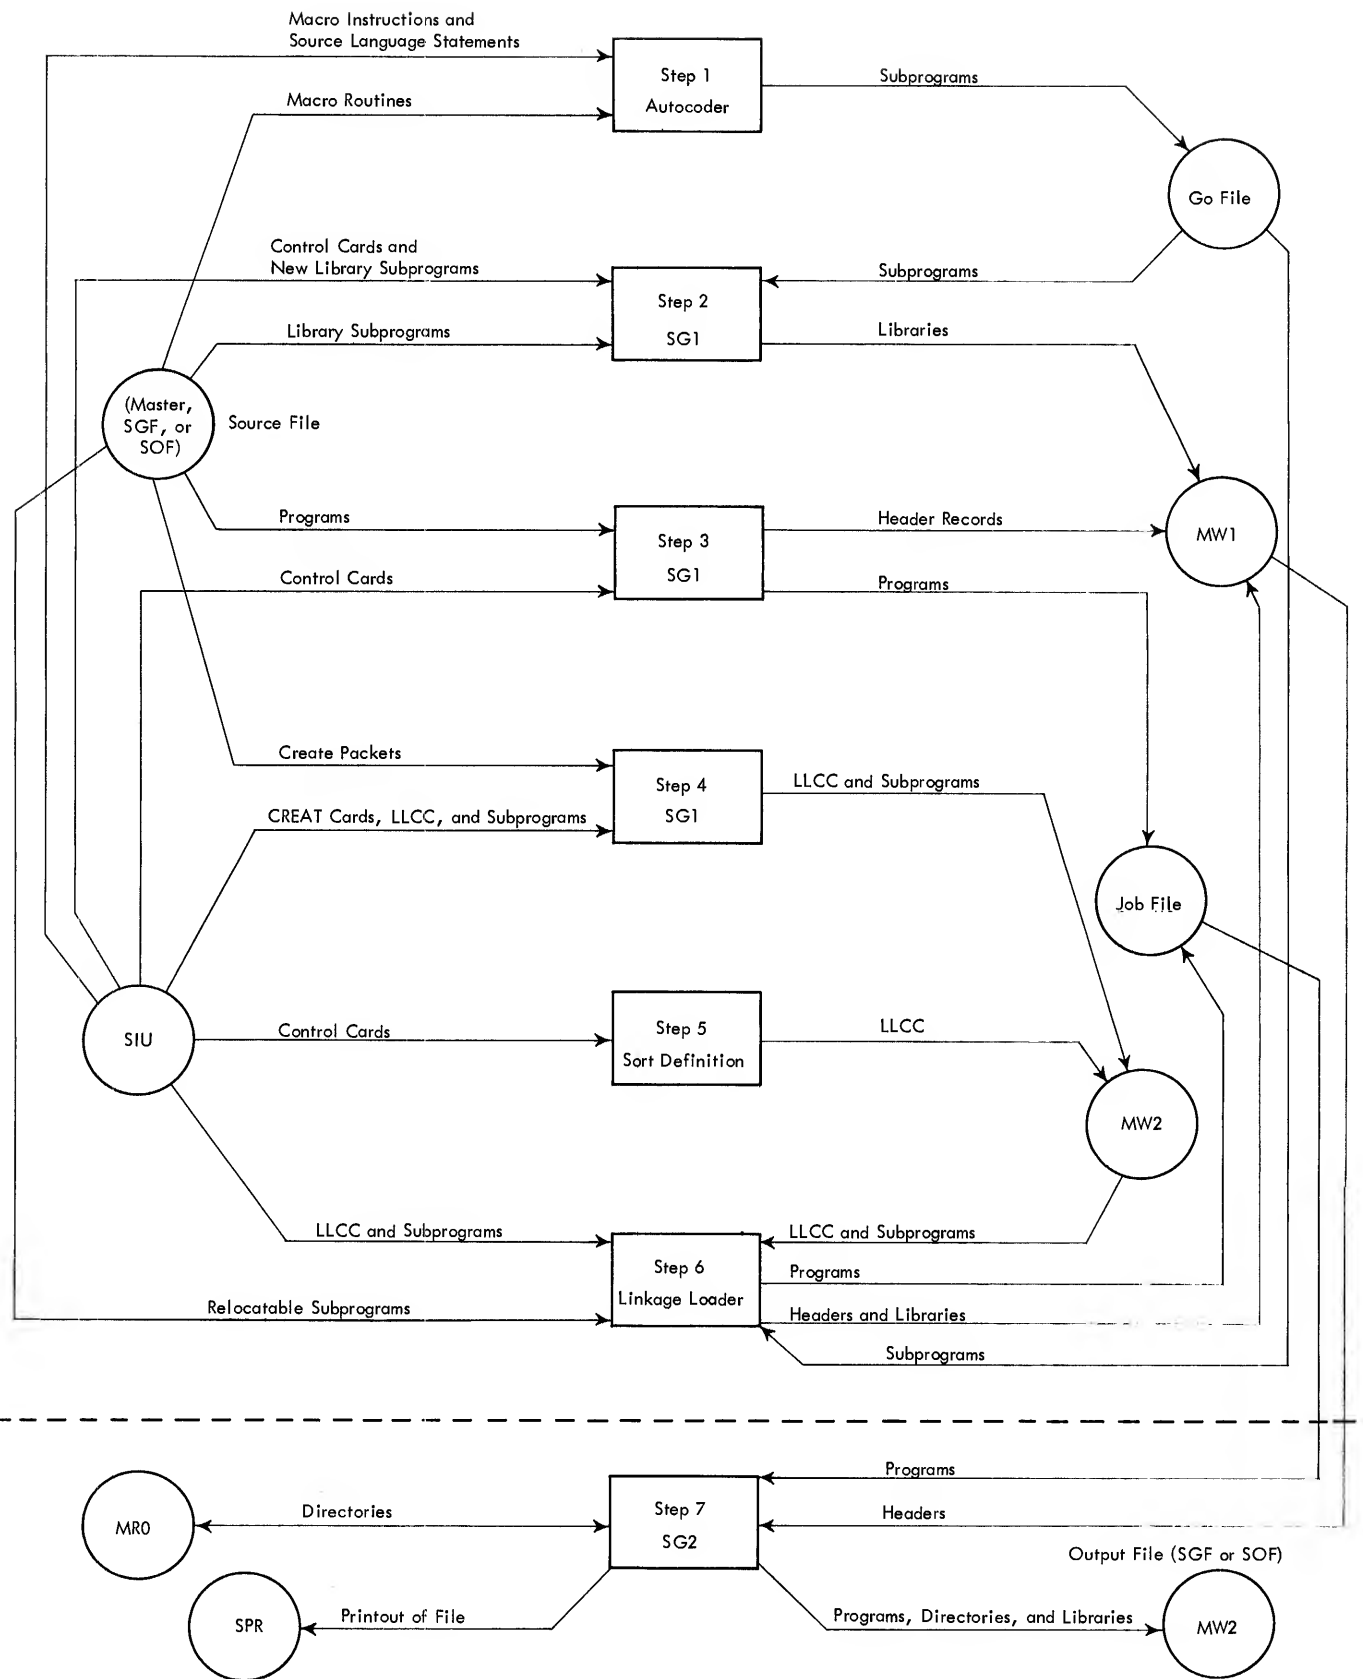 Macro Instructions and
Source Language Statements
Step 1
Autocoder
Subprograms
Macro Routines
Go File
Control Cards and
New Library Subprograms
Step 2
SG1
Subprograms
Library Subprograms
Libraries
(Master,
SGF, or
SOF)
Source File
Programs
Step 3
SG1
Header Records
MW1
Control Cards
Programs
Create Packets
Step 4
SG1
LLCC and Subprograms
CREAT Cards, LLCC, and Subprograms
Job File
SIU
Control Cards
Step 5
Sort Definition
LLCC
MW2
LLCC and Subprograms
Step 6
Linkage Loader
LLCC and Subprograms
Programs
Relocatable Subprograms
Headers and Libraries
Subprograms
Programs
MR0
Directories
Step 7
SG2
Headers
Output File (SGF or SOF)
SPR
Printout of File
Programs, Directories, and Libraries
MW2